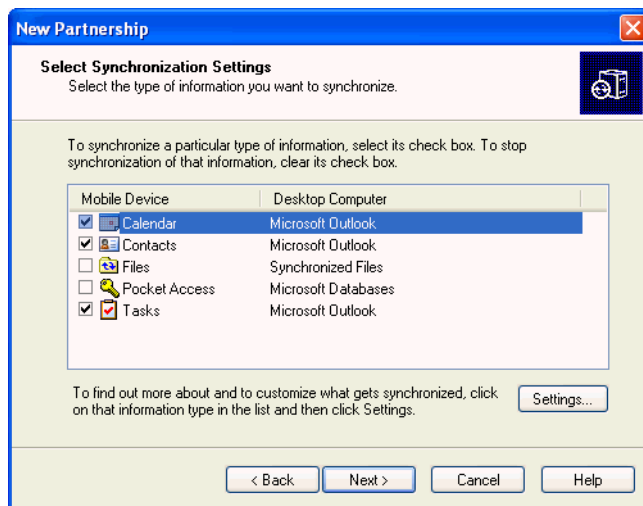 New Partnership
Select Synchronization Settings
Select the type of information you want to synchronize.
To synchronize a particular type of information, select its check box. To stop
synchronization of that information, clear its check box.
Mobile Device Desktop Computer
Calendar Microsoft Outlook
Contacts Microsoft Outlook
Files Synchronized Files
Pocket Access Microsoft Databases
Tasks Microsoft Outlook
To find out more about and to customize what gets synchronized, click
on that information type in the list and then click Settings.
Settings...
< Back Next > Cancel Help